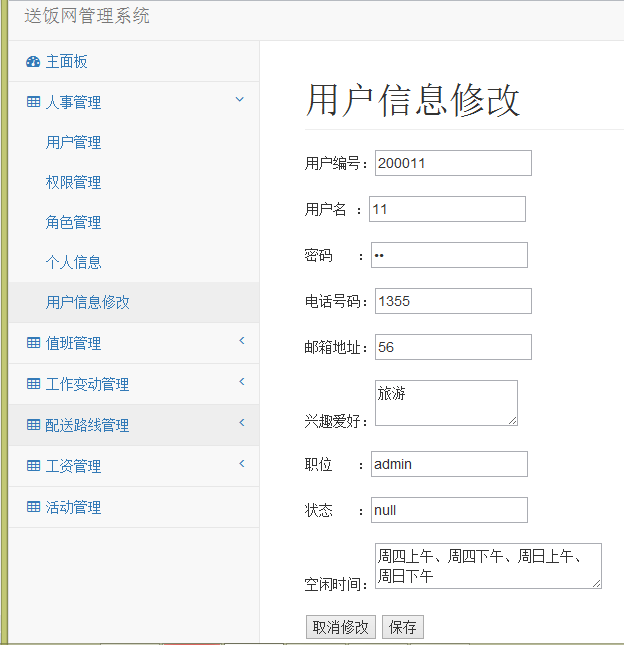 送饭网管理系统
主面板
人事管理
用户管理
权限管理
角色管理
个人信息
用户信息修改
值班管理
工作变动管理
配送路线管理
工资管理
活动管理
用户信息修改
用户编号：200011
用户名 ：11
密码 ：••
电话号码：1355
邮箱地址：56
兴趣爱好：旅游
职位 ：admin
状态 ：null
空闲时间：周四上午、周四下午、周日上午、
周日下午
取消修改 保存